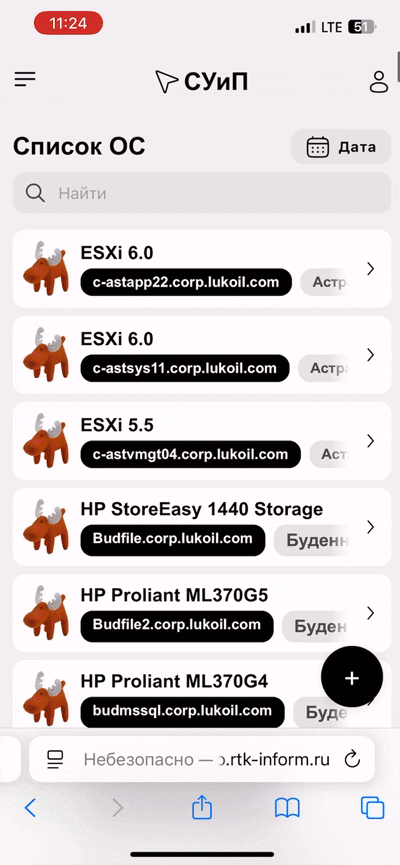 11:24
LTE 51
СУиП
Список ОС
Дата
Найти
ESXi 6.0
c-astapp22.corp.lukoil.com
ESXi 6.0
c-astsys11.corp.lukoil.com
Астра
ESXi 5.5
c-astvmgt04.corp.lukoil.com
Аст
HP StoreEasy 1440 Storage
Budfile.corp.lukoil.com
Буденн
HP Proliant ML370G5
Budfile2.corp.lukoil.com
Буден
HP Proliant ML370G4
budmssql.corp.lukoil.com
Буде
+
Небезопасно — o.rtk-inform.ru